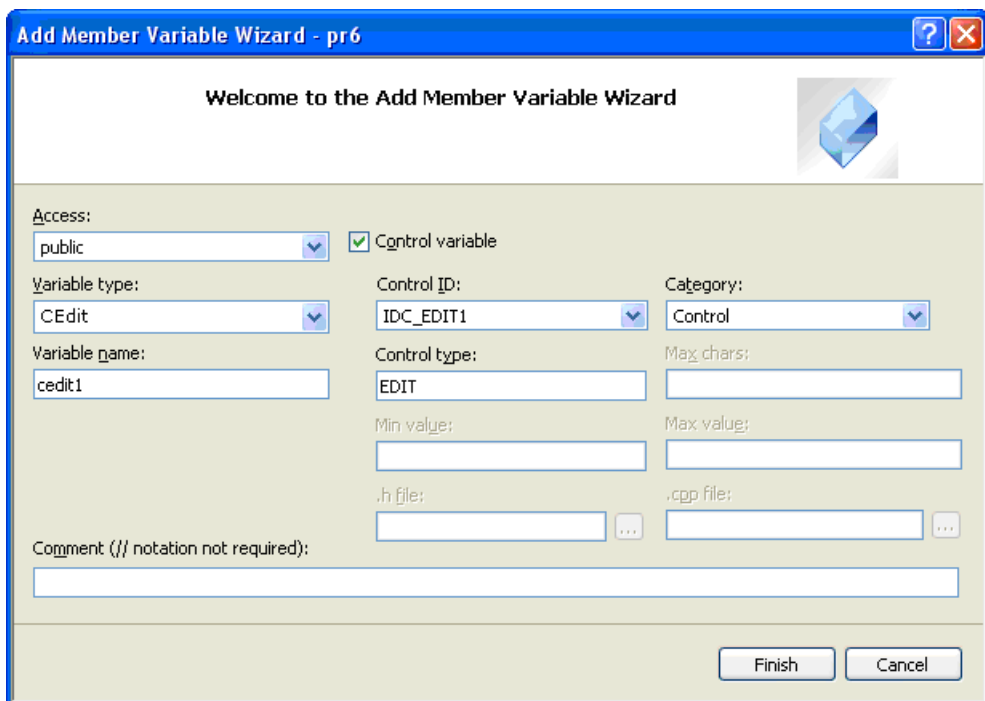 Add Member Variable Wizard - pr6
Welcome to the Add Member Variable Wizard
Access:
public
Control variable
Variable type:
Control ID:
Category:
CEdit
IDC_EDIT1
Control
Variable name:
Control type:
Max chars:
cedit1
EDIT
Min value:
Max value:
.h file:
.cpp file:
...
...
Comment (// notation not required):
Finish
Cancel